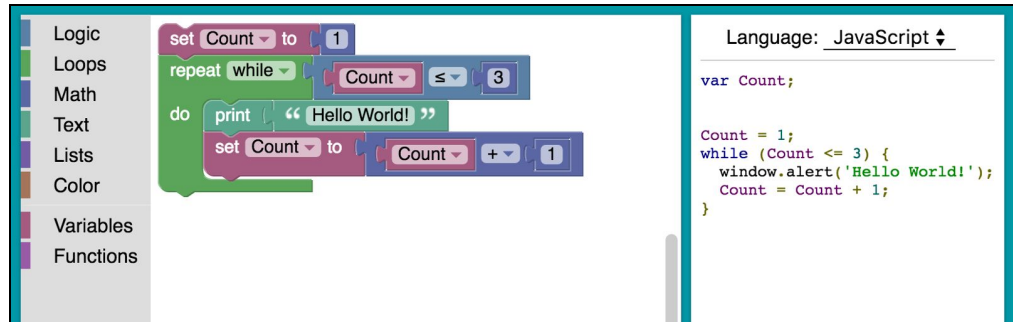 Logic
Loops
Math
Text
Lists
Color
Variables
Functions
set Count to 1
repeat while Count ≤ 3
do print “ Hello World! ”
set Count to Count + 1
Language: JavaScript
var Count;
Count = 1;
while (Count <= 3) {
window.alert('Hello World!');
Count = Count + 1;
}